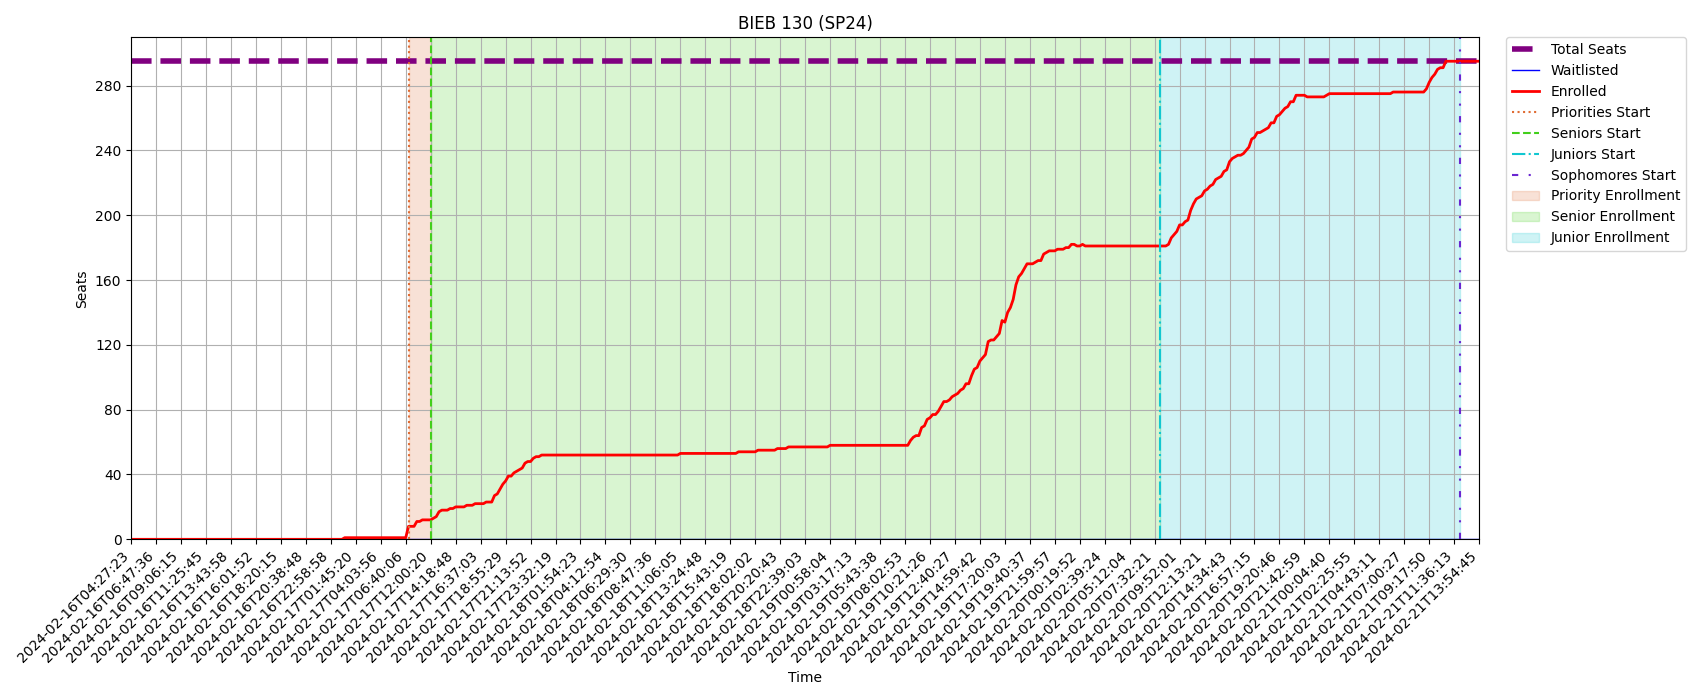 BIEB 130 (SP24)
Seats
280
240
200
160
120
80
40
0
2024-02-16T04:27:23
2024-02-16T06:47:36
2024-02-16T09:06:15
2024-02-16T11:25:45
2024-02-16T13:43:58
2024-02-16T16:01:52
2024-02-16T18:20:15
2024-02-16T20:38:48
2024-02-16T22:58:58
2024-02-17T01:45:20
2024-02-17T04:03:56
2024-02-17T06:40:06
2024-02-17T12:00:20
2024-02-17T14:18:48
2024-02-17T16:37:03
2024-02-17T18:55:29
2024-02-17T21:13:52
2024-02-17T23:32:19
2024-02-18T01:54:23
2024-02-18T04:12:54
2024-02-18T06:29:30
2024-02-18T08:47:36
2024-02-18T11:06:05
2024-02-18T13:24:48
2024-02-18T15:43:19
2024-02-18T18:02:02
2024-02-18T20:20:43
2024-02-18T22:39:03
2024-02-19T00:58:04
2024-02-19T03:17:13
2024-02-19T05:43:38
2024-02-19T08:02:53
2024-02-19T10:21:26
2024-02-19T12:40:27
2024-02-19T14:59:42
2024-02-19T17:20:03
2024-02-19T19:40:37
2024-02-19T21:59:57
2024-02-20T00:19:52
2024-02-20T02:39:24
2024-02-20T05:12:04
2024-02-20T07:32:21
2024-02-20T09:52:01
2024-02-20T12:13:21
2024-02-20T14:34:43
2024-02-20T16:57:15
2024-02-20T19:20:46
2024-02-20T21:42:59
2024-02-21T00:04:40
2024-02-21T02:25:55
2024-02-21T04:43:11
2024-02-21T07:00:27
2024-02-21T09:17:50
2024-02-21T11:36:13
2024-02-21T13:54:45
Time
Total Seats
Waitlisted
Enrolled
Priorities Start
Seniors Start
Juniors Start
Sophomores Start
Priority Enrollment
Senior Enrollment
Junior Enrollment